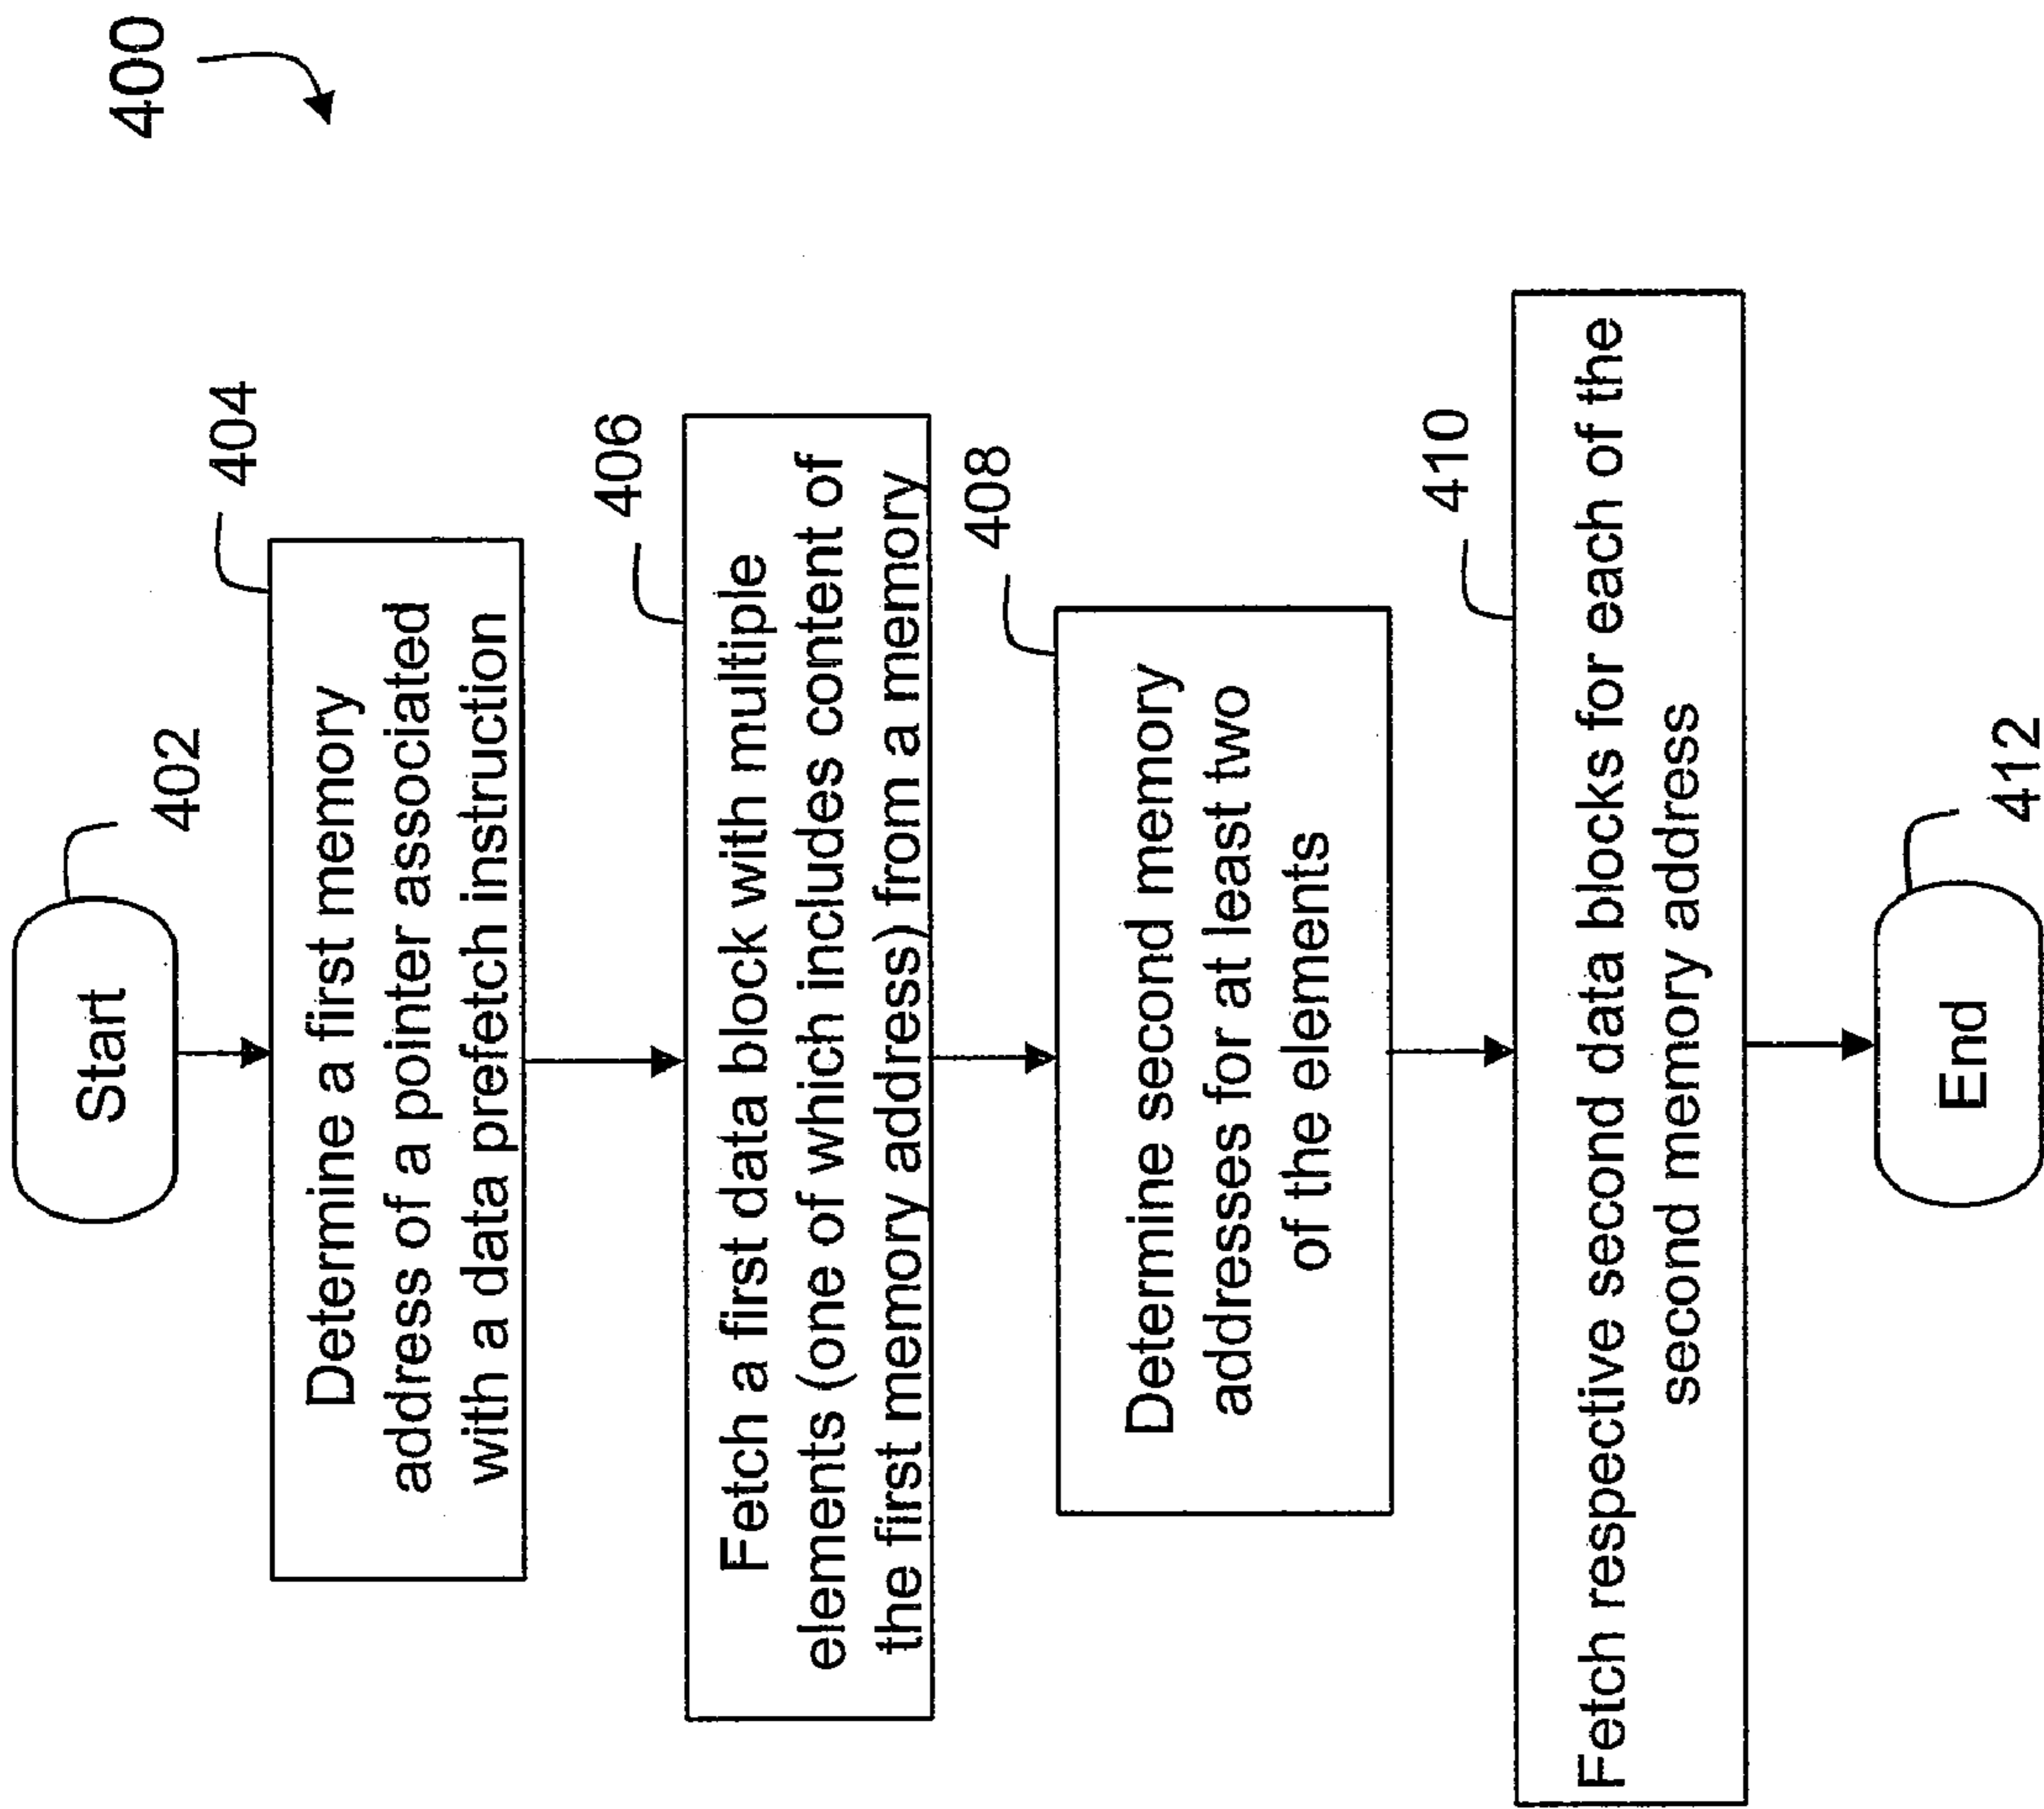 400
Start
402
404
Determine a first memory
address of a pointer associated
with a data prefetch instruction
406
Fetch a first data block with multiple
elements (one of which includes content of
the first memory address) from a memory
408
Determine second memory
addresses for at least two
of the elements
410
Fetch respective second data blocks for each of the
second memory address
End
412